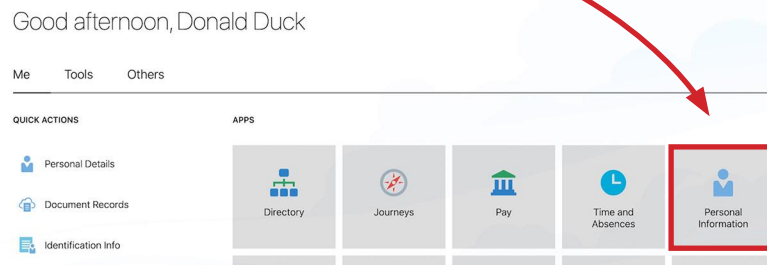 Good afternoon, Donald Duck
Me Tools Others
QUICK ACTIONS
Personal Details
Document Records
Identification Info
APPS
Directory
Journeys
Pay
Time and
Absences
Personal
Information